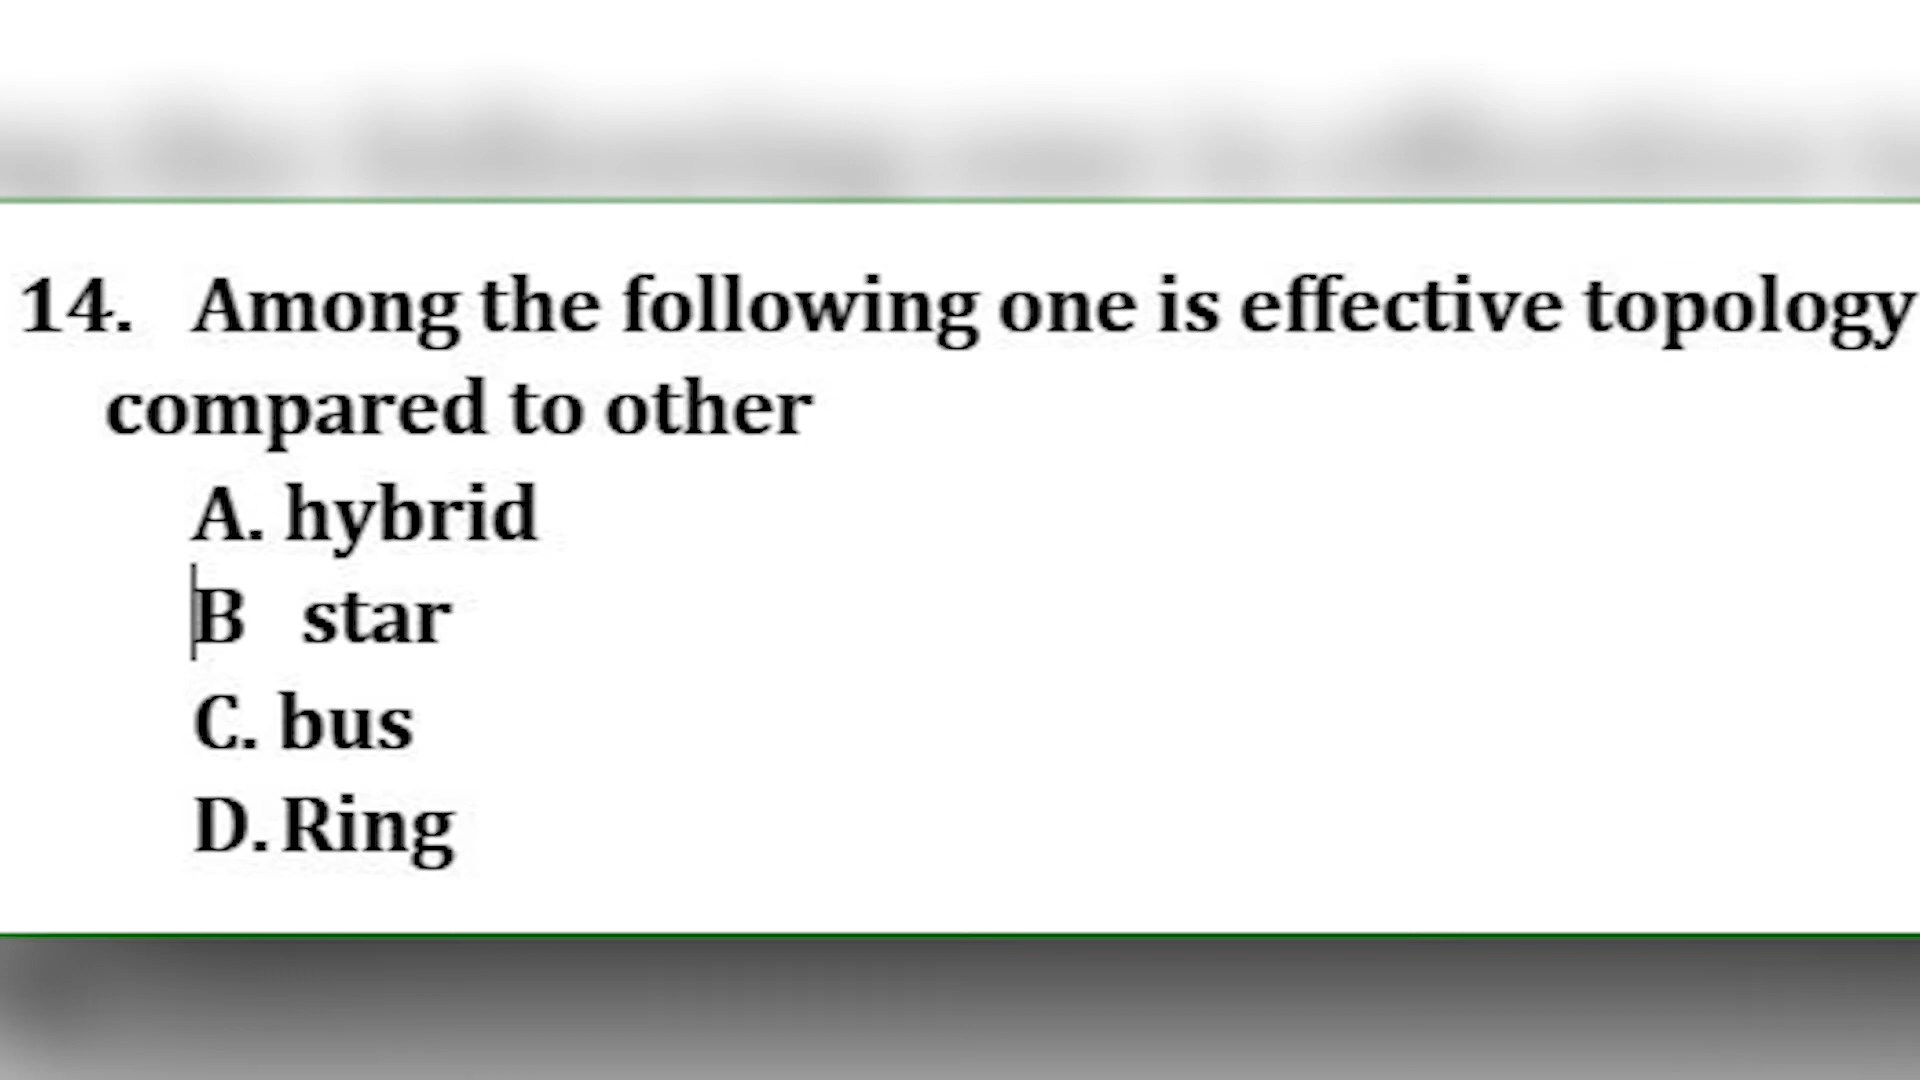 14. Among the following one is effective topology
compared to other
A. hybrid
B star
C. bus
D. Ring